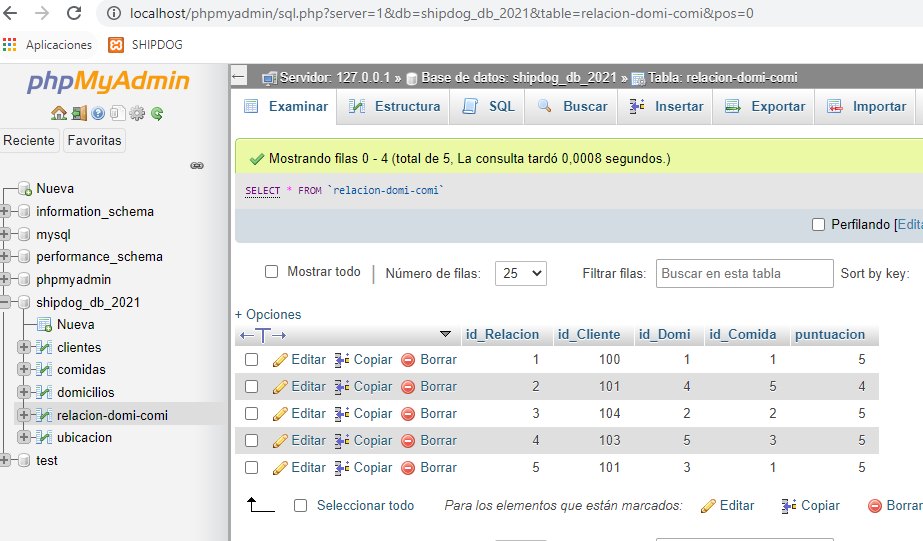 localhost/phpmyadmin/sql.php?server=1&db=shipdog_db_2021&table=relacion-domi-comi&pos=0
Aplicaciones SHIPDOG
phpMyAdmin
Reciente Favoritas
Nueva
information_schema
mysql
performance_schema
phpmyadmin
shipdog_db_2021
Nueva
clientes
comidas
domicilios
relacion-domi-comi
ubicacion
test
Servidor: 127.0.0.1 » Base de datos: shipdog_db_2021 » Tabla: relacion-domi-comi
Examinar Estructura SQL Buscar Insertar Exportar Importar
Mostrando filas 0 - 4 (total de 5, La consulta tardó 0,0008 segundos.)
SELECT * FROM `relacion-domi-comi`
Perfilando [Edita
Mostrar todo | Número de filas: 25 Filtrar filas: Buscar en esta tabla Sort by key:
+ Opciones
id_Relacion id_Cliente id_Domi id_Comida puntuacion
Editar Copiar Borrar 1 100 1 1 5
Editar Copiar Borrar 2 101 4 5 4
Editar Copiar Borrar 3 104 2 2 5
Editar Copiar Borrar 4 103 5 3 5
Editar Copiar Borrar 5 101 3 1 5
Seleccionar todo Para los elementos que están marcados: Editar Copiar Borrar